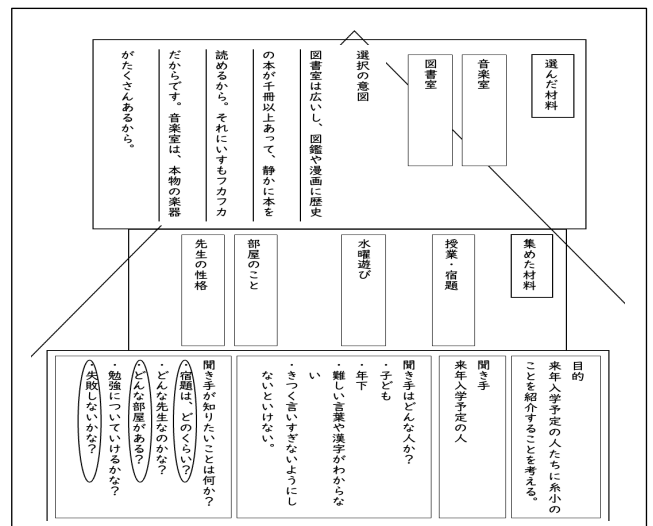 選んだ材料
音楽室
図書室
選択の意図
図書室は広いし、図鑑や漫画に歴史
の本が千冊以上あって、静かに本を
読めるから。それにいすもフカフカ
だからです。音楽室は、本物の楽器
がたくさんあるから。
集めた材料
授業・宿題
水曜遊び
部屋のこと
先生の性格
目的
来年入学予定の人たちに糸小の
ことを紹介することを考える。
聞き手
来年入学予定の人
聞き手はどんな人か?
・子ども
・年下
・難しい言葉や漢字がわからな
い
・きつく言いすぎないようにし
ないといけない。
聞き手が知りたいことは何か?
・宿題は、どのくらい?
・どんな先生なのかな?
・どんな部屋がある?
・勉強についていけるかな?
・失敗しないかな?